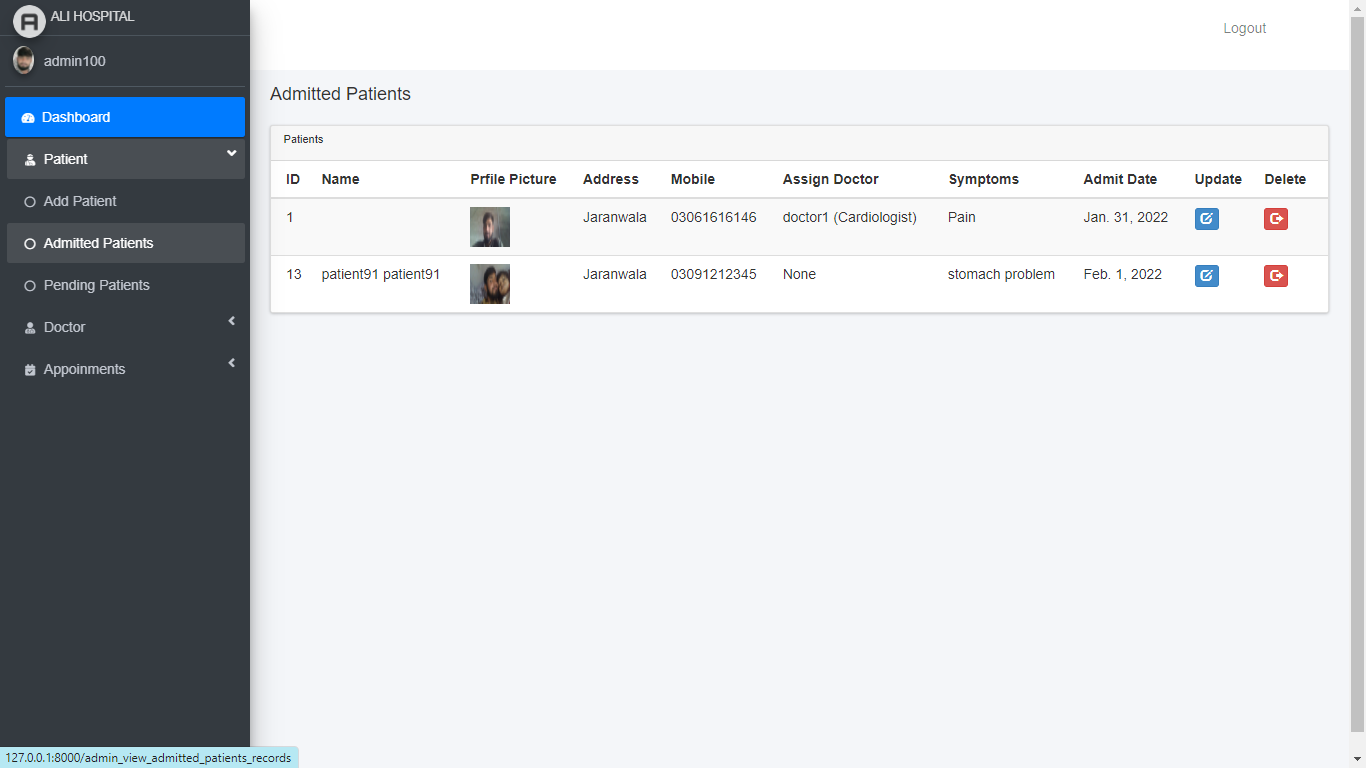 ALI HOSPITAL
Logout
admin100
Dashboard
Patient
Add Patient
Admitted Patients
Pending Patients
Doctor
Appoinments
Admitted Patients
Patients
ID Name Prfile Picture Address Mobile Assign Doctor Symptoms Admit Date Update Delete
1 Jaranwala 03061616146 doctor1 (Cardiologist) Pain Jan. 31, 2022
13 patient91 patient91 Jaranwala 03091212345 None stomach problem Feb. 1, 2022
127.0.0.1:8000/admin_view_admitted_patients_records